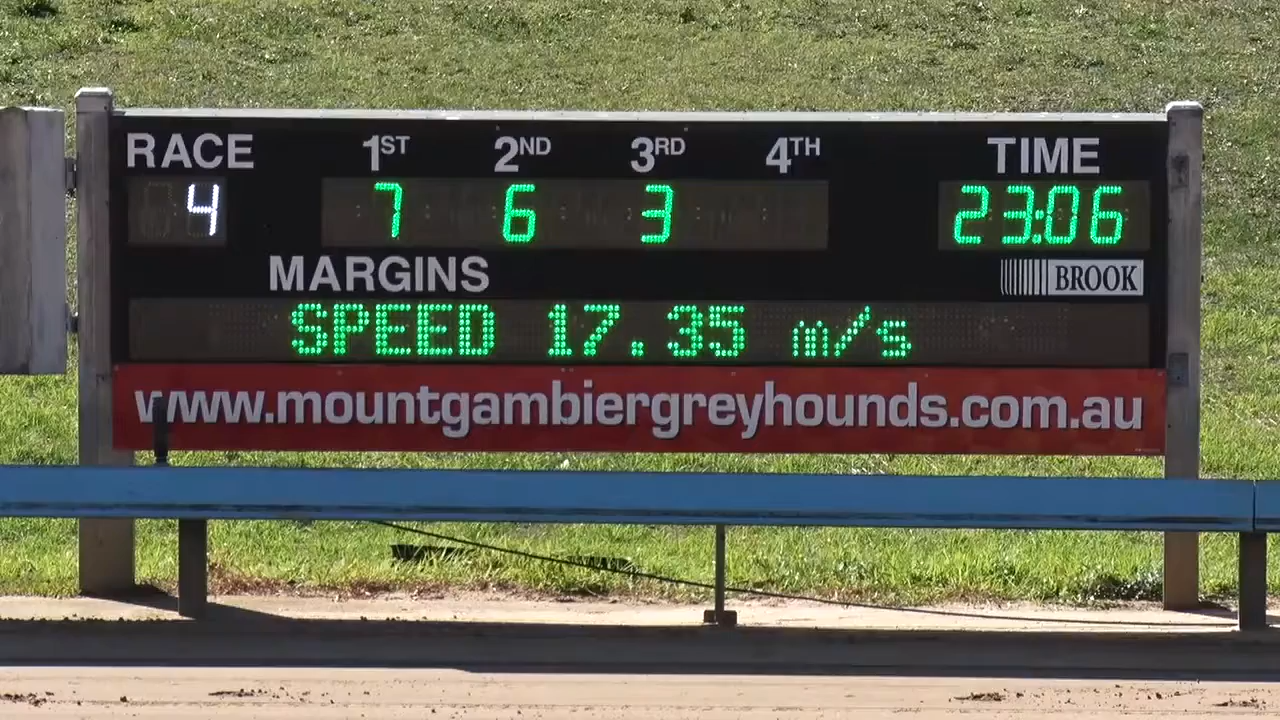 RACE 1ST 2ND 3RD 4TH TIME
4 7 6 3 23:06
MARGINS BROOK
SPEED 17.35 m/s
www.mountgambiergreyhounds.com.au